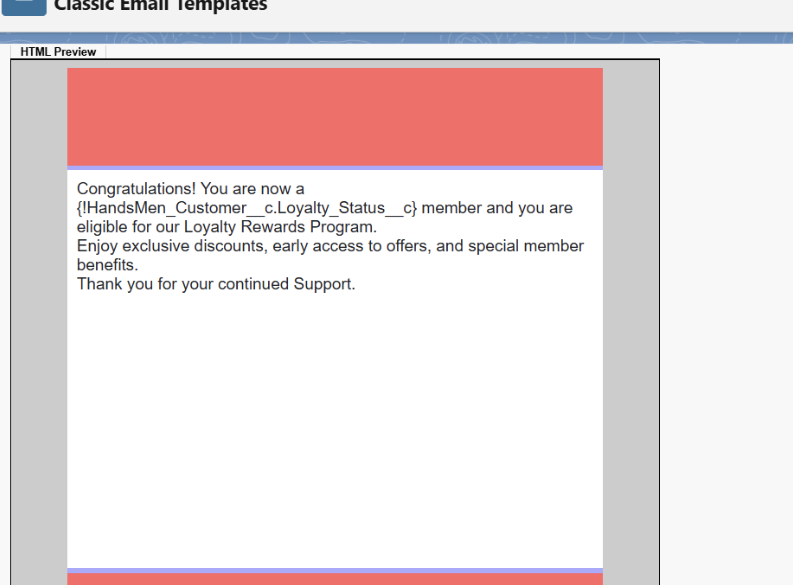 Classic Email Templates
HTML Preview
Congratulations! You are now a
{!HandsMen_Customer__c.Loyalty_Status__c} member and you are
eligible for our Loyalty Rewards Program.
Enjoy exclusive discounts, early access to offers, and special member
benefits.
Thank you for your continued Support.